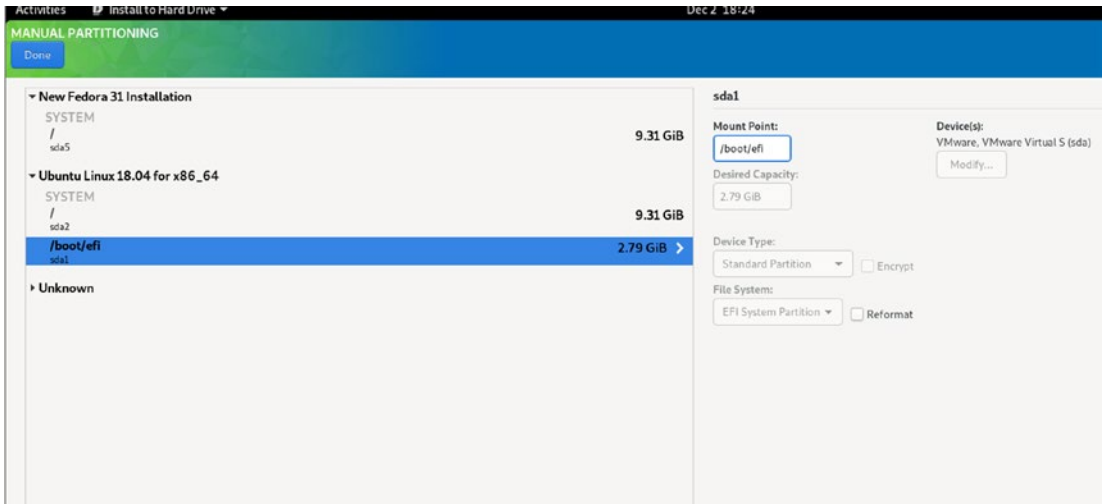 Activities Install to Hard Drive Dec 2 18:24
MANUAL PARTITIONING
Done
New Fedora 31 Installation
SYSTEM
/
sda5
9.31 GiB
Ubuntu Linux 18.04 for x86_64
SYSTEM
/
sda2
9.31 GiB
/boot/efi
sda1
2.79 GiB
Unknown
sda1
Mount Point:
/boot/efi
Device(s):
VMware, VMware Virtual S (sda)
Modify...
Desired Capacity:
2.79 GiB
Device Type:
Standard Partition
Encrypt
File System:
EFI System Partition
Reformat